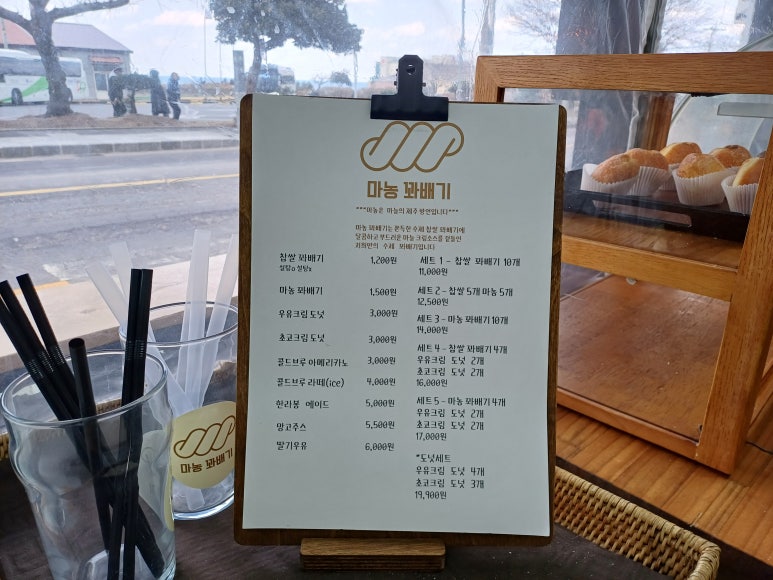 마농 꽈배기
***마농은 마늘의 제주 방언입니다***
마농 꽈배기는 쫀득한 수제 찹쌀 꽈배기에
달콤하고 부드러운 마늘 크림소스를 곁들인
저희만의 수제 꽈배기입니다
찹쌀 꽈배기 1,200원
설탕o 설탕x
마농 꽈배기 1,500원
우유크림 도넛 3,000원
초코크림 도넛 3,000원
콜드브루 아메리카노 3,000원
콜드브루 라떼(ice) 4,000원
한라봉 에이드 5,000원
망고주스 5,500원
딸기우유 6,000원
세트 1 - 찹쌀 꽈배기 10개
11,000원
세트 2 - 찹쌀 5개 마농 5개
12,500원
세트 3 - 마농 꽈배기 10개
14,000원
세트 4 - 찹쌀 꽈배기 4개
우유크림 도넛 2개
초코크림 도넛 2개
16,000원
세트 5 - 마농 꽈배기 4개
우유크림 도넛 2개
초코크림 도넛 2개
17,000원
*도넛세트
우유크림 도넛 4개
초코크림 도넛 3개
19,900원
마농 꽈배기